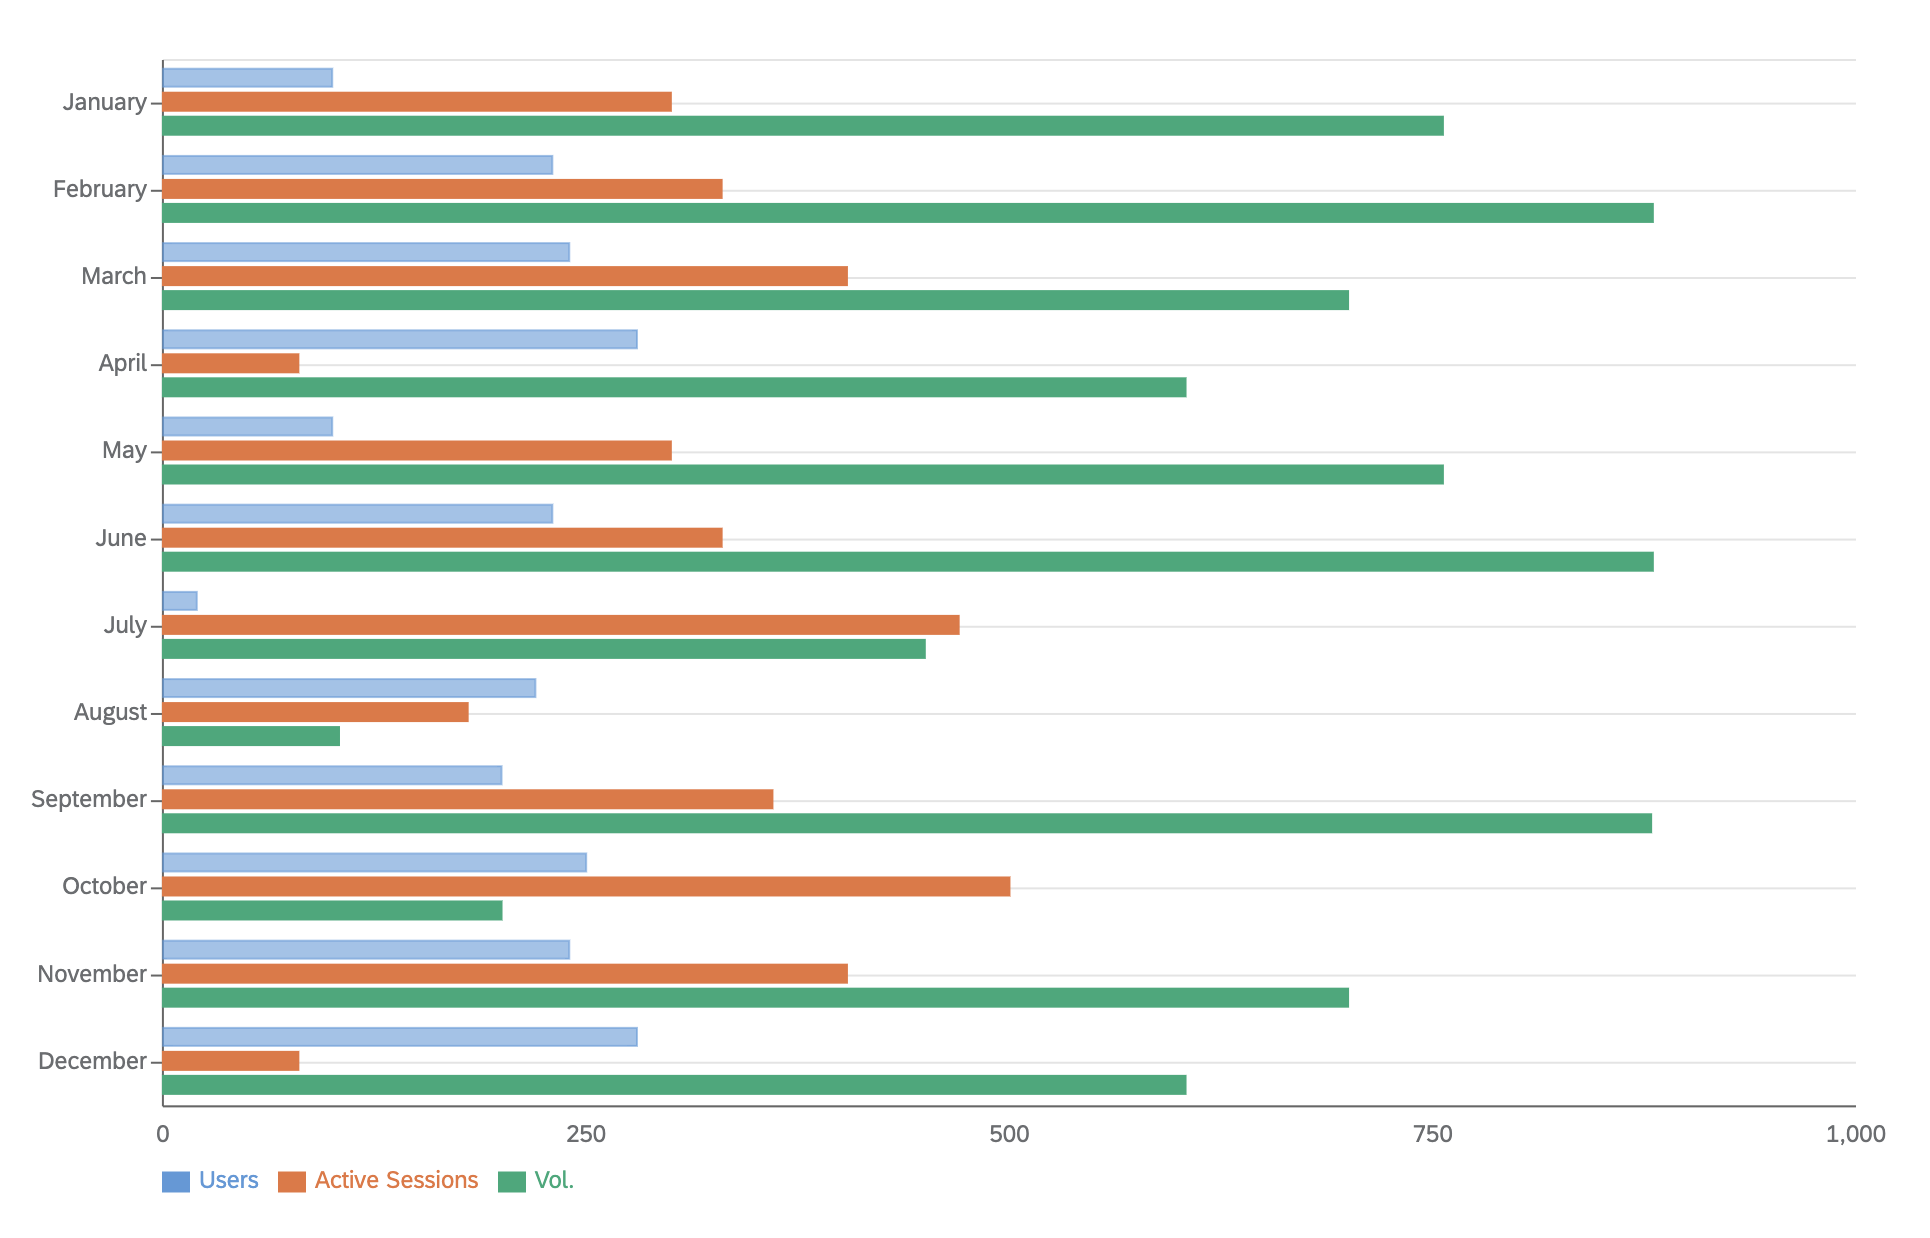 January
February
March
April
May
June
July
August
September
October
November
December
0 250 500 750 1,000
Users Active Sessions Vol.